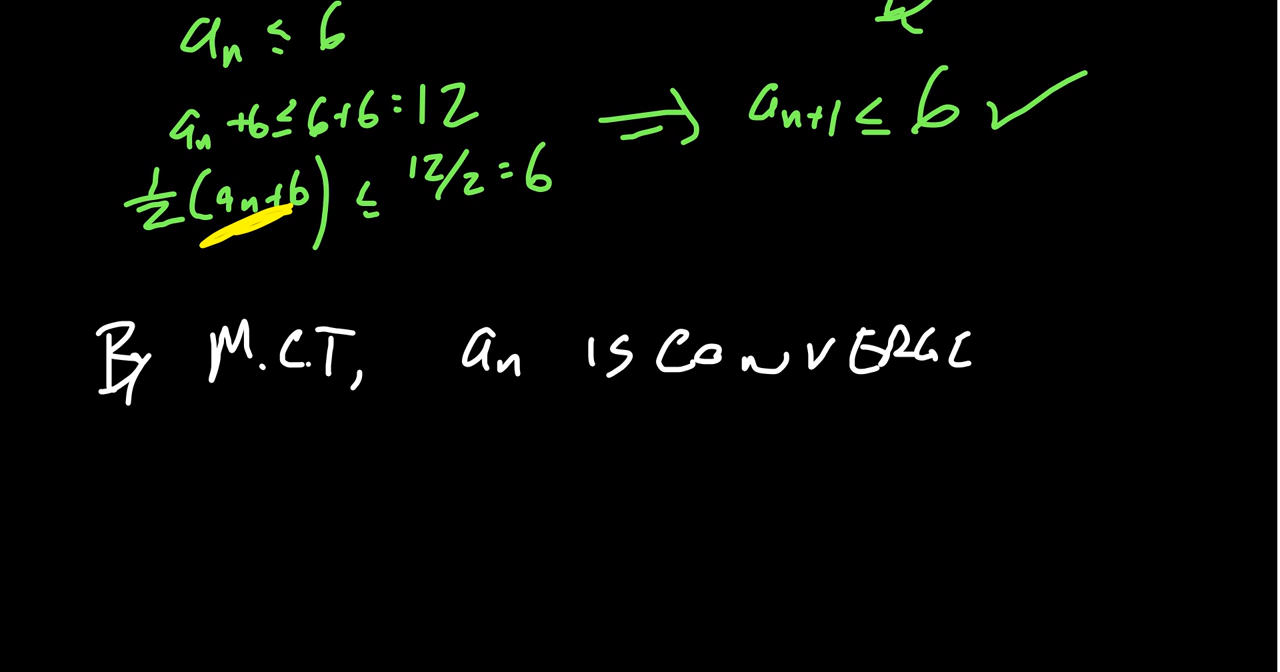 aₙ ≤ 6
aₙ+6 ≤ 6+6=12 ⟹ aₙ₊₁ ≤ 6 ✓
1/2 (aₙ+6) ≤ 12/2 = 6
By M.C.T, aₙ is CONVERGE